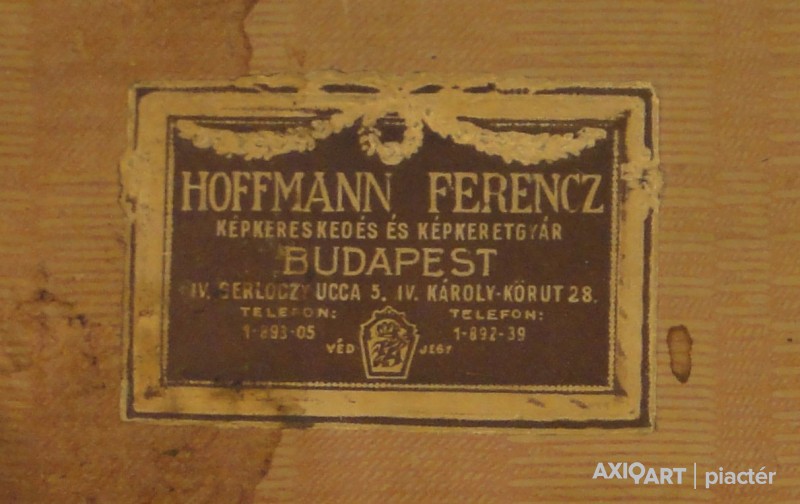 HOFFMANN FERENCZ
KÉPKERESKEDÉS ÉS KÉPKERETGYÁR
BUDAPEST
IV. GERLOCZY UCCA 5. IV. KÁROLY-KÖRUT 28.
TELEFON: TELEFON:
1-893-05 1-892-39
VÉD JEGY
AXIOART | piactér